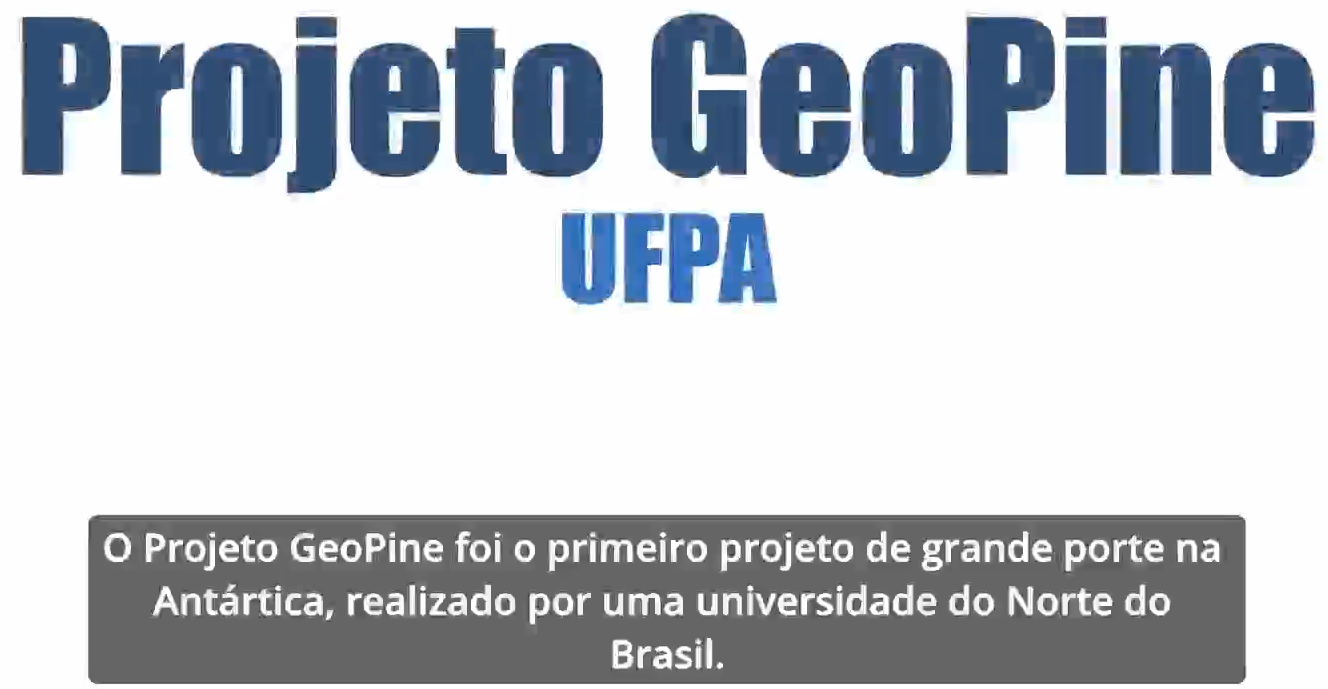 Projeto GeoPine
UFPA
O Projeto GeoPine foi o primeiro projeto de grande porte na
Antártica, realizado por uma universidade do Norte do
Brasil.